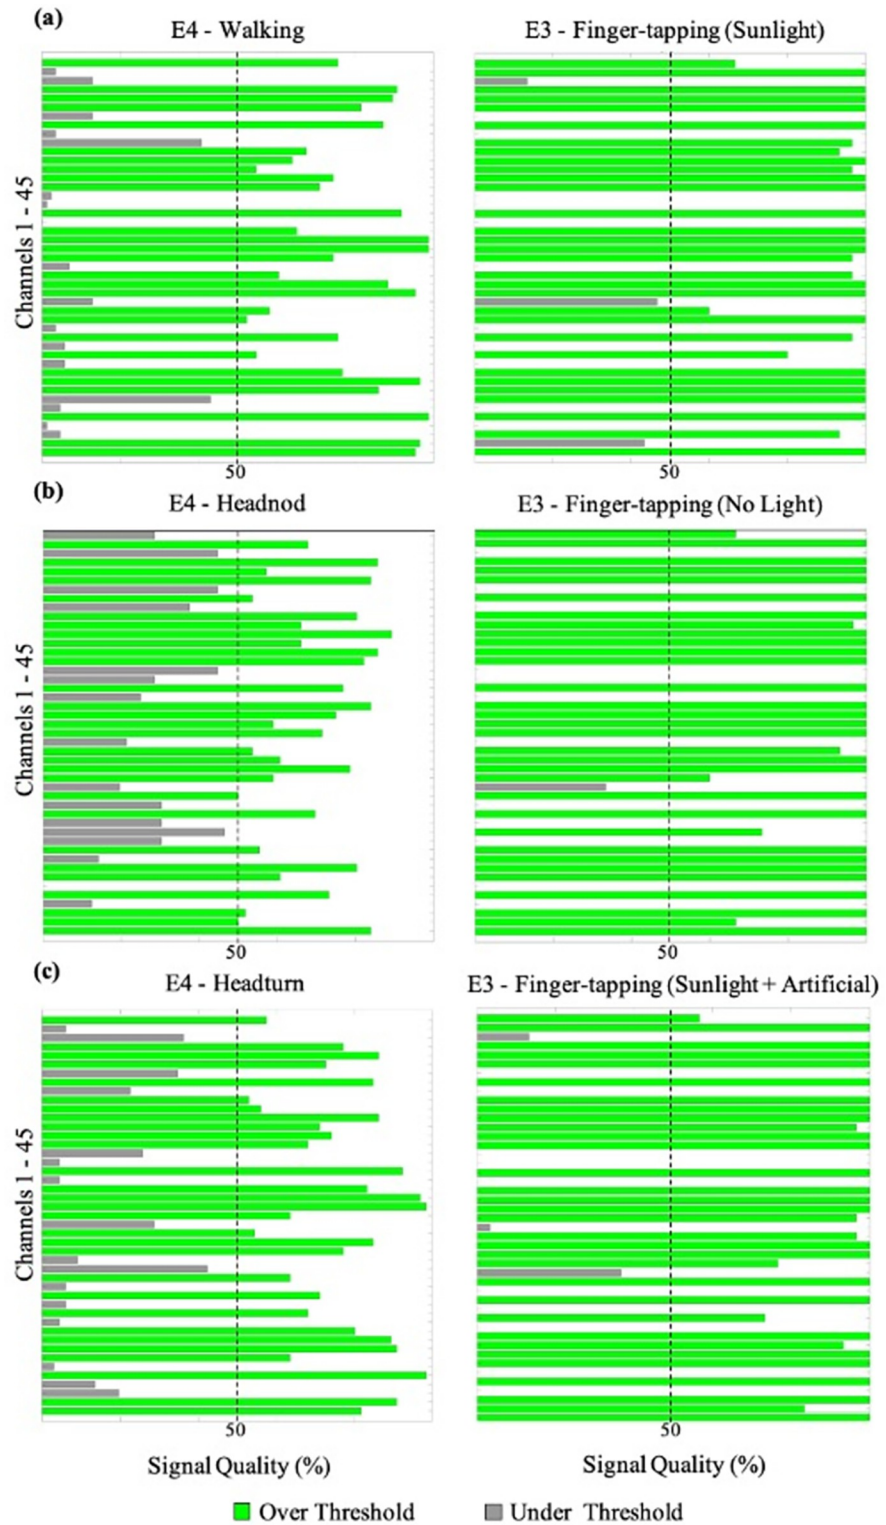 (a)
E4 - Walking
E3 - Finger-tapping (Sunlight)
Channels 1 - 45
50
50
(b)
E4 - Headnod
E3 - Finger-tapping (No Light)
Channels 1 - 45
50
50
(c)
E4 - Headturn
E3 - Finger-tapping (Sunlight + Artificial)
Channels 1 - 45
50
50
Signal Quality (%)
Signal Quality (%)
Over Threshold
Under Threshold